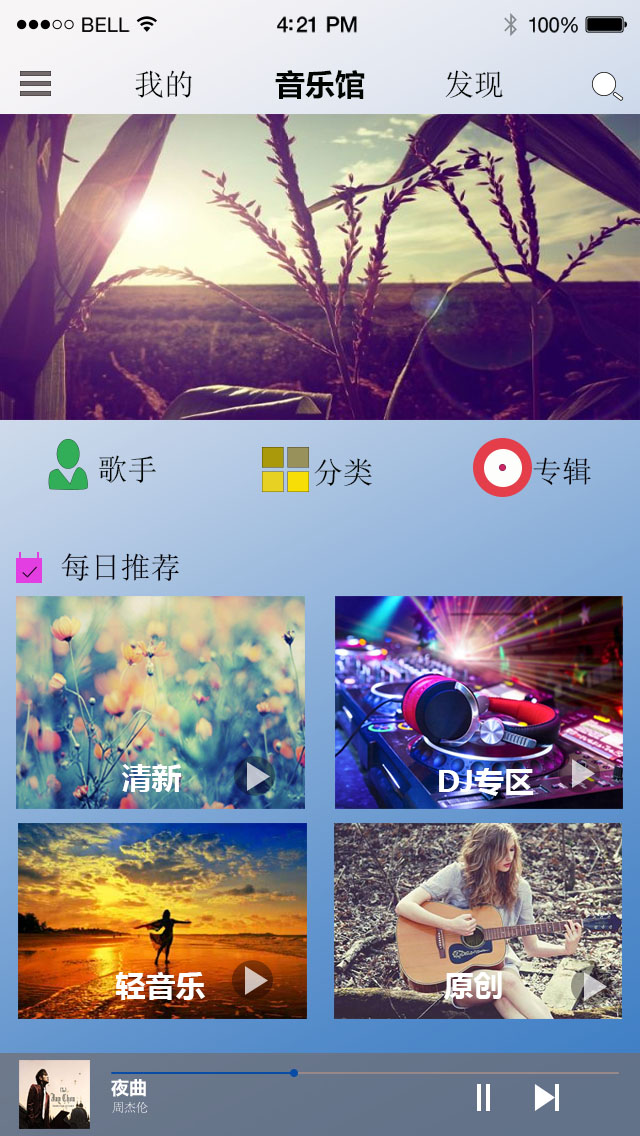 BELL 4:21 PM 100%
我的 音乐馆 发现
歌手 分类 专辑
每日推荐
清新 DJ专区
轻音乐 原创
夜曲
周杰伦
Jay Chou